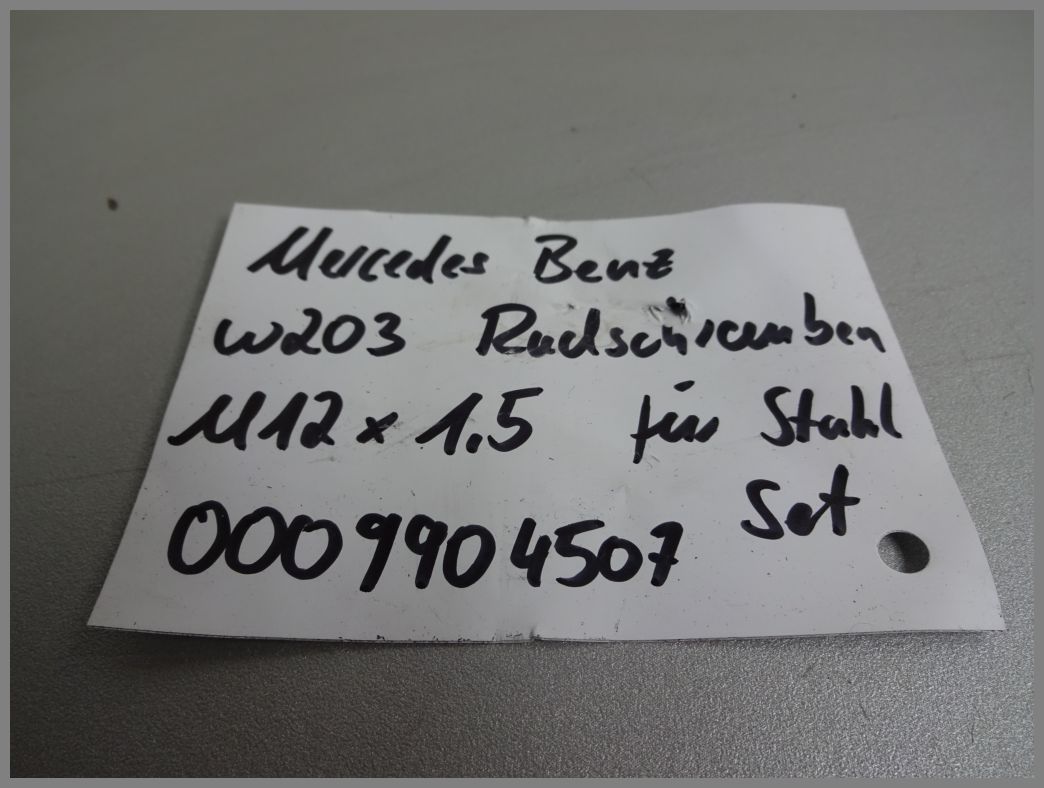 Mercedes Benz
W203 Radschrauben
M12 x 1.5 für Stahl
Set
0009904507